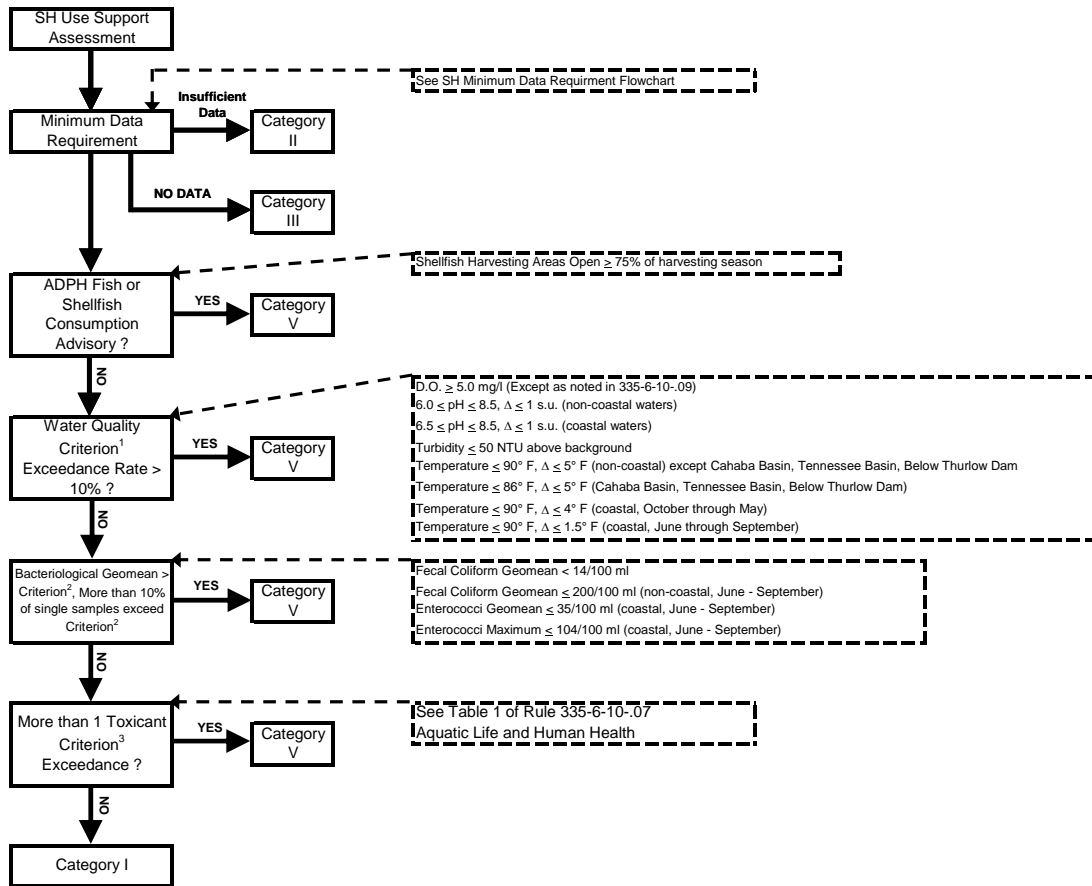 SH Use Support
Assessment
See SH Minimum Data Requirment Flowchart
Insufficient
Data
Minimum Data
Requirement
Category
II
NO DATA
Category
III
Shellfish Harvesting Areas Open ≥ 75% of harvesting season
ADPH Fish or
Shellfish
Consumption
Advisory ?
YES
Category
V
NO
D.O. ≥ 5.0 mg/l (Except as noted in 335-6-10-.09)
6.0 ≤ pH ≤ 8.5, Δ ≤ 1 s.u. (non-coastal waters)
6.5 ≤ pH ≤ 8.5, Δ ≤ 1 s.u. (coastal waters)
Turbidity ≤ 50 NTU above background
Temperature ≤ 90° F, Δ ≤ 5° F (non-coastal) except Cahaba Basin, Tennessee Basin, Below Thurlow Dam
Temperature ≤ 86° F, Δ ≤ 5° F (Cahaba Basin, Tennessee Basin, Below Thurlow Dam)
Temperature ≤ 90° F, Δ ≤ 4° F (coastal, October through May)
Temperature ≤ 90° F, Δ ≤ 1.5° F (coastal, June through September)
Water Quality
Criterion¹
Exceedance Rate >
10% ?
YES
Category
V
NO
Bacteriological Geomean >
Criterion², More than 10%
of single samples exceed
Criterion²
YES
Category
V
Fecal Coliform Geomean < 14/100 ml
Fecal Coliform Geomean ≤ 200/100 ml (non-coastal, June - September)
Enterococci Geomean ≤ 35/100 ml (coastal, June - September)
Enterococci Maximum ≤ 104/100 ml (coastal, June - September)
NO
More than 1 Toxicant
Criterion³
Exceedance ?
YES
Category
V
See Table 1 of Rule 335-6-10-.07
Aquatic Life and Human Health
NO
Category I